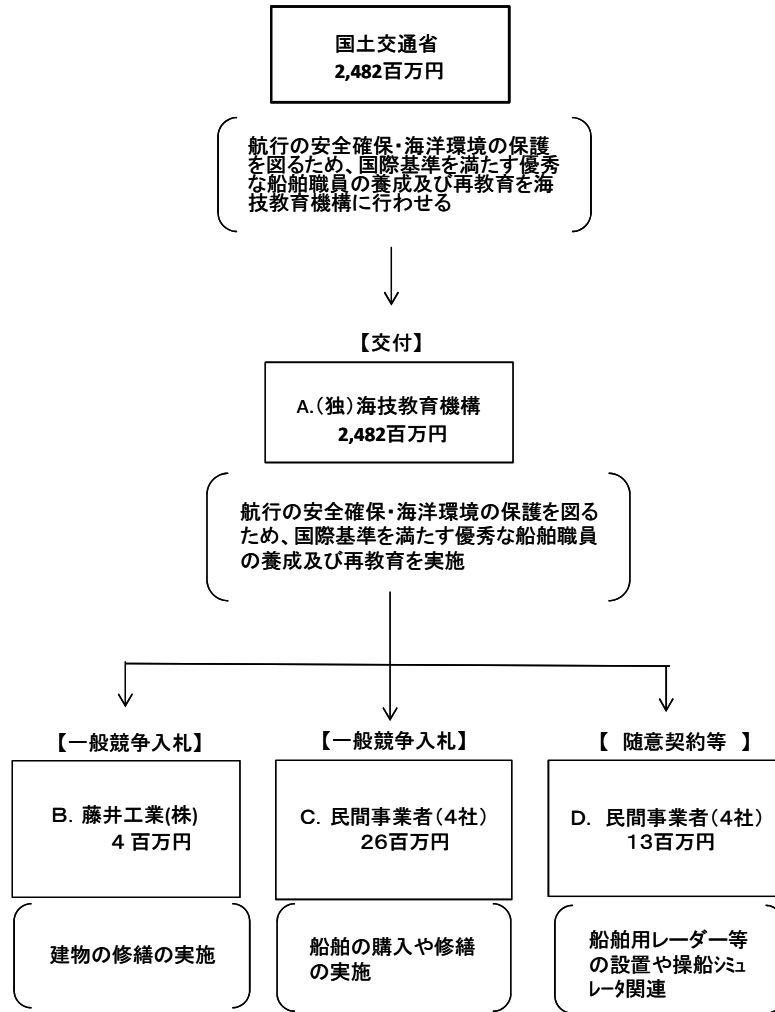 国土交通省
2,482百万円
航行の安全確保・海洋環境の保護
を図るため、国際基準を満たす優秀
な船舶職員の養成及び再教育を海
技教育機構に行わせる
【交付】
A.（独）海技教育機構
2,482百万円
航行の安全確保・海洋環境の保護を図る
ため、国際基準を満たす優秀な船舶職員
の養成及び再教育を実施
【一般競争入札】
B. 藤井工業(株)
4 百万円
建物の修繕の実施
【一般競争入札】
C. 民間事業者（4社）
26百万円
船舶の購入や修繕
の実施
【 随意契約等 】
D. 民間事業者（4社）
13百万円
船舶用レーダー等
の設置や操船ｼﾐｭ
ﾚｰﾀ関連